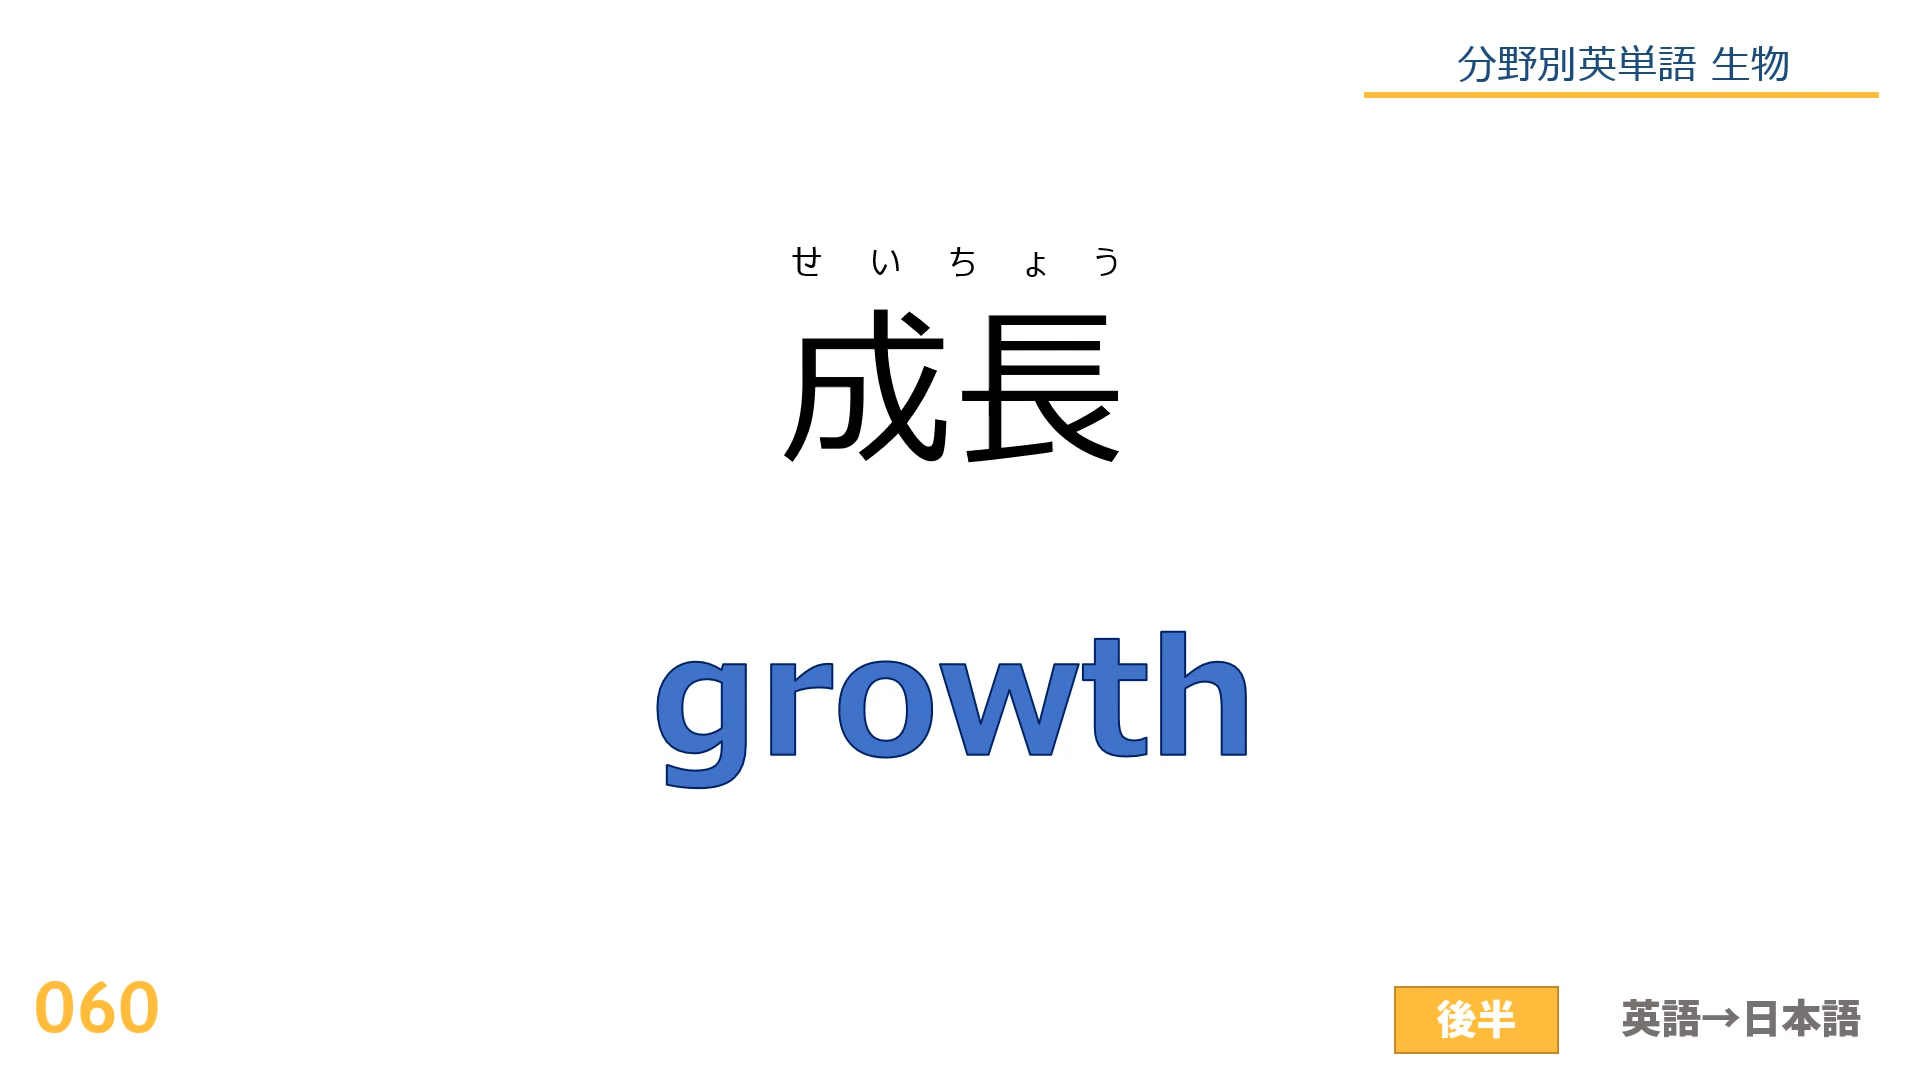 分野別英単語 生物
せいちょう
成長
growth
060
後半
英語→日本語